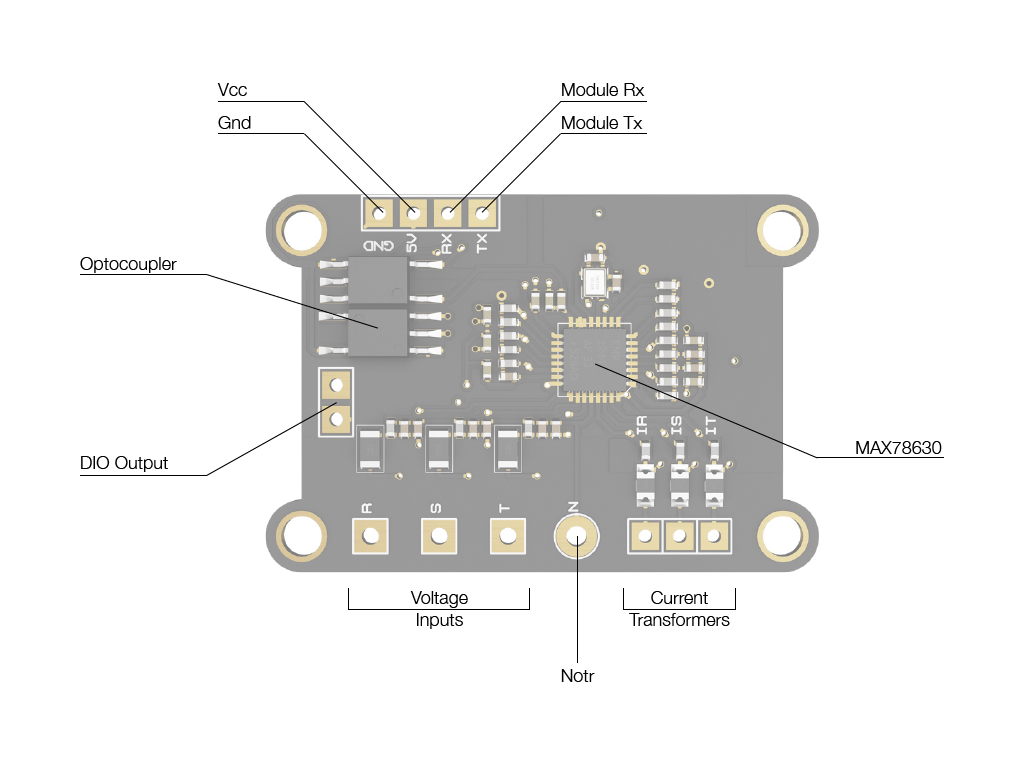 Vcc
Module Rx
Gnd
Module Tx
GND
5V
RX
TX
Optocoupler
IR
IS
IT
MAX78630
DIO Output
R
S
T
N
Voltage
Inputs
Current
Transformers
Notr